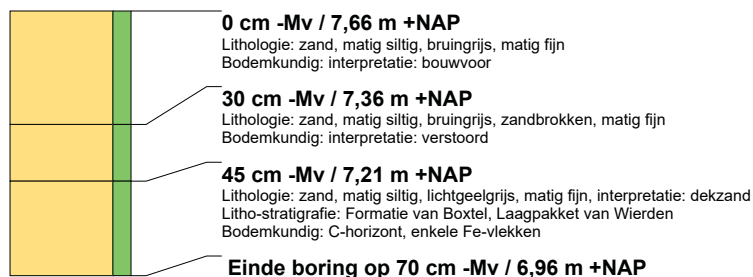 0 cm -Mv / 7,66 m +NAP
Lithologie: zand, matig siltig, bruingrijs, matig fijn
Bodemkundig: interpretatie: bouwvoor
30 cm -Mv / 7,36 m +NAP
Lithologie: zand, matig siltig, bruingrijs, zandbrokken, matig fijn
Bodemkundig: interpretatie: verstoord
45 cm -Mv / 7,21 m +NAP
Lithologie: zand, matig siltig, lichtgeelgrijs, matig fijn, interpretatie: dekzand
Litho-stratigrafie: Formatie van Boxtel, Laagpakket van Wierden
Bodemkundig: C-horizont, enkele Fe-vlekken
Einde boring op 70 cm -Mv / 6,96 m +NAP